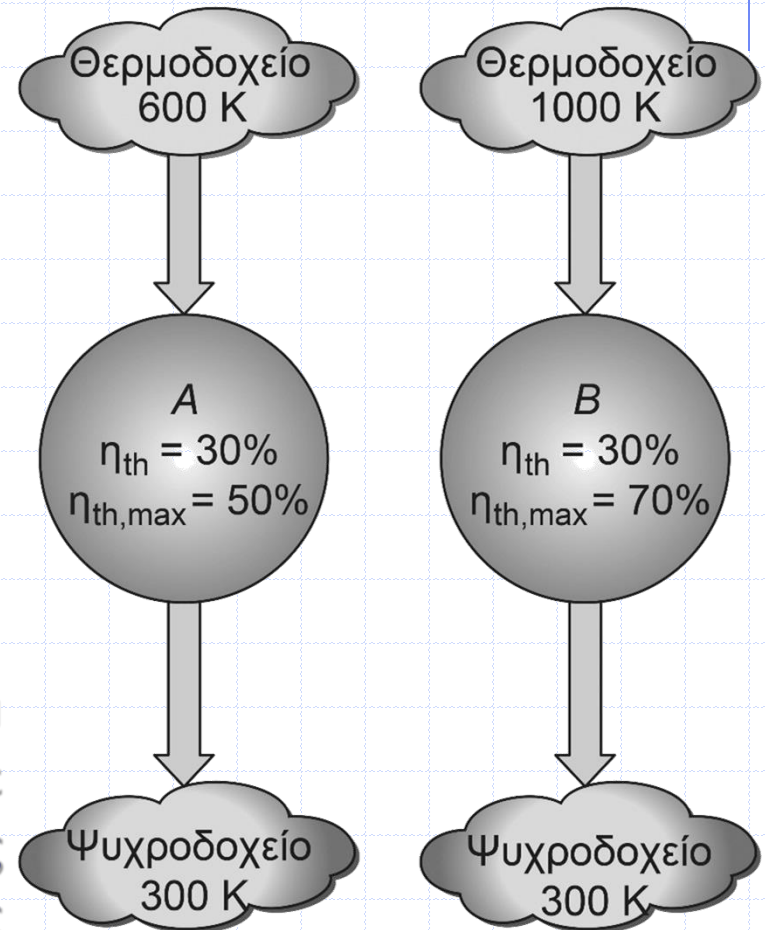 Θερμοδοχείο
600 K
Θερμοδοχείο
1000 K
A
ηth = 30%
ηth,max = 50%
B
ηth = 30%
ηth,max = 70%
Ψυχροδοχείο
300 K
Ψυχροδοχείο
300 K